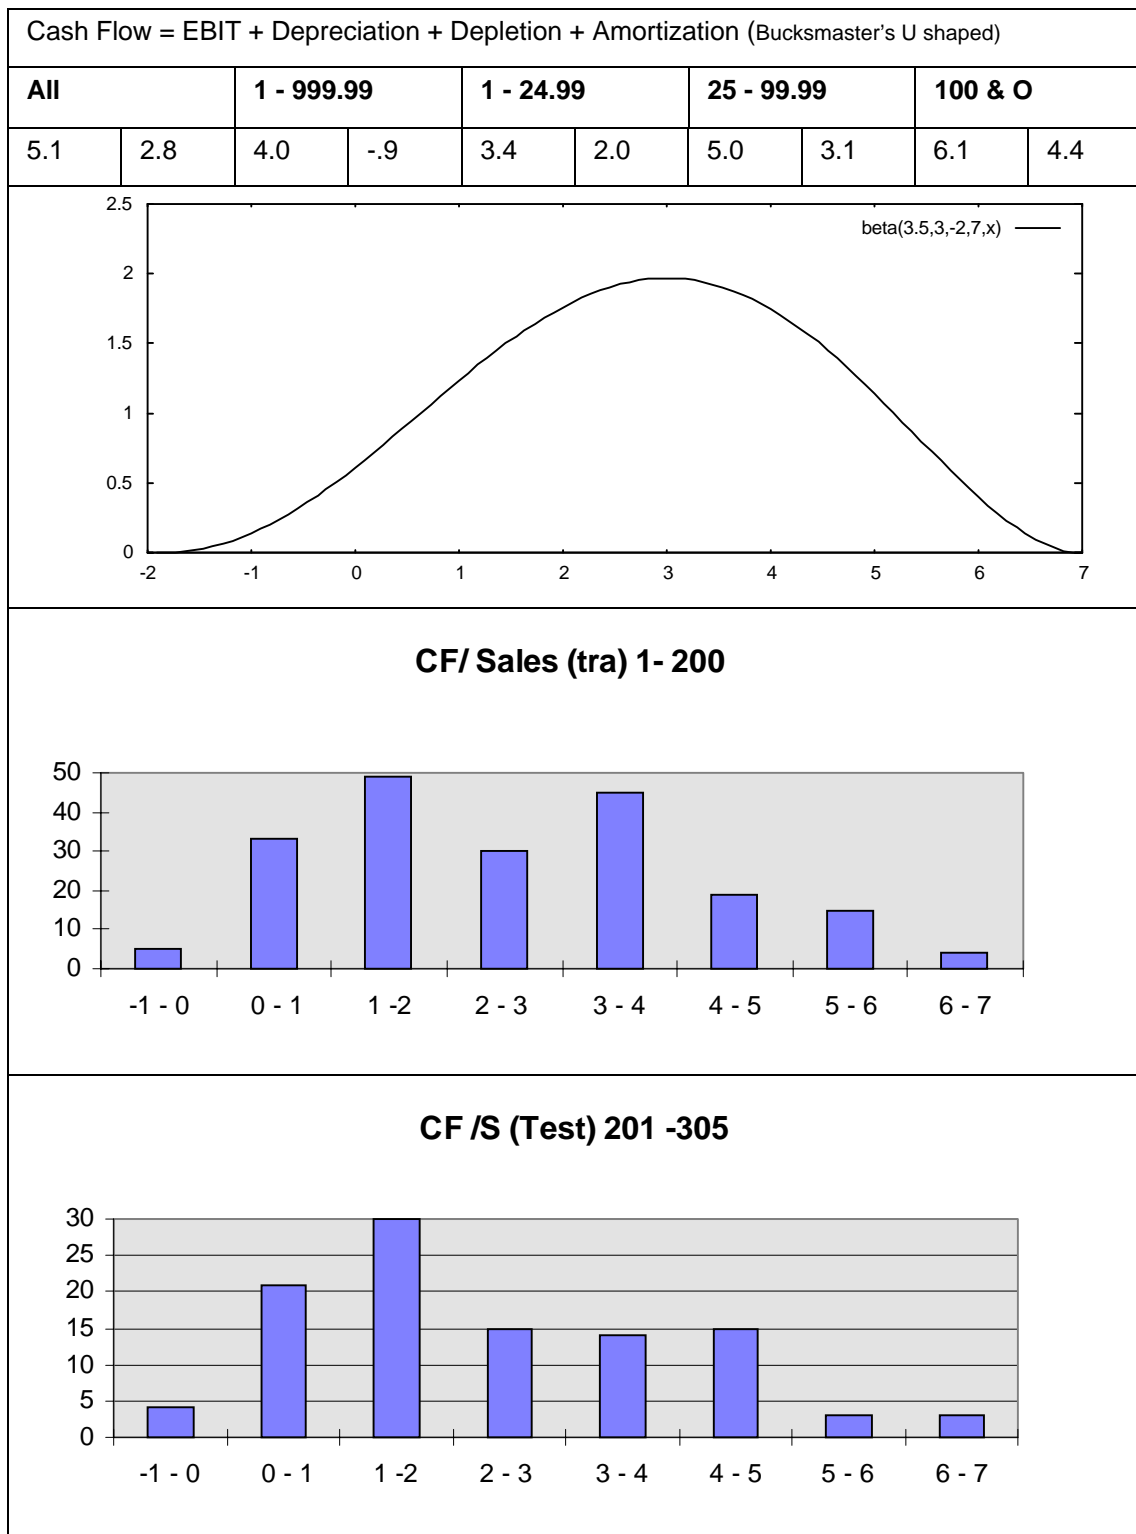 Cash Flow = EBIT + Depreciation + Depletion + Amortization (Bucksmaster's U shaped)
All 1 - 999.99 1 - 24.99 25 - 99.99 100 & O
5.1 2.8 4.0 -.9 3.4 2.0 5.0 3.1 6.1 4.4
2.5
beta(3.5,3,-2,7,x)
2
1.5
1
0.5
0
-2 -1 0 1 2 3 4 5 6 7
CF/ Sales (tra) 1- 200
50
40
30
20
10
0
-1 - 0 0 - 1 1 -2 2 - 3 3 - 4 4 - 5 5 - 6 6 - 7
CF /S (Test) 201 -305
30
25
20
15
10
5
0
-1 - 0 0 - 1 1 -2 2 - 3 3 - 4 4 - 5 5 - 6 6 - 7